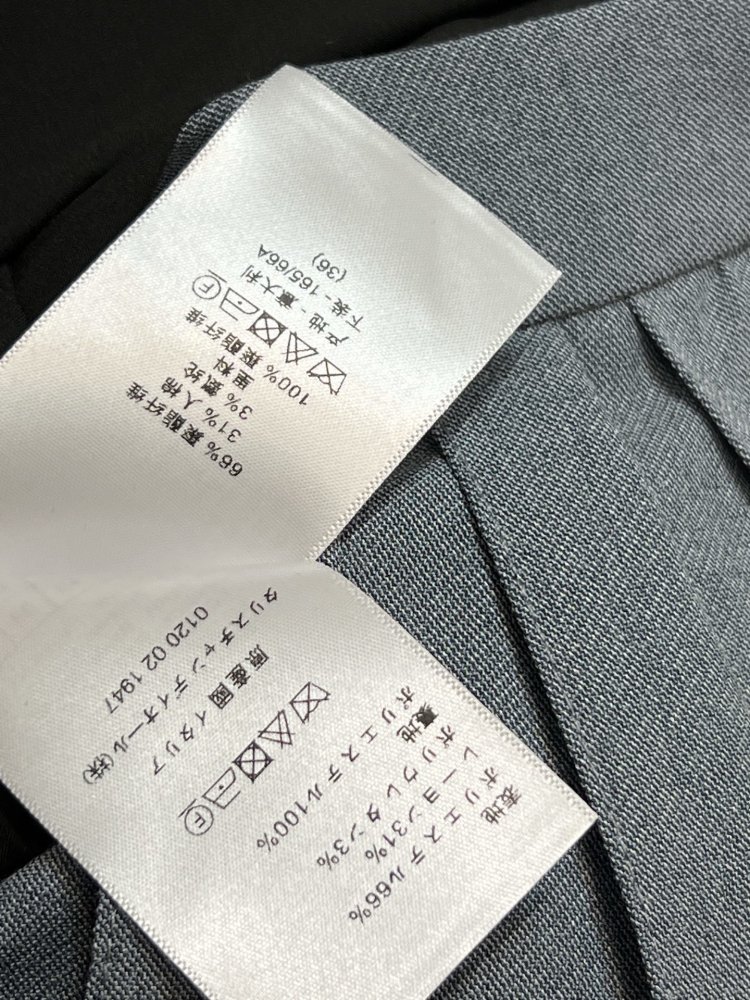 表地
ポリエステル66%
レーヨン31%
ポリウレタン3%
裏地
ポリエステル100%
F
原産國 イタリア
クリスチャンディオール(株)
0120 02 1947
66% 聚酯纤维
31% 人棉
3% 氨纶
里料
100% 聚酯纤维
F
产地 - 意大利
下装 - 165/66A
(36)